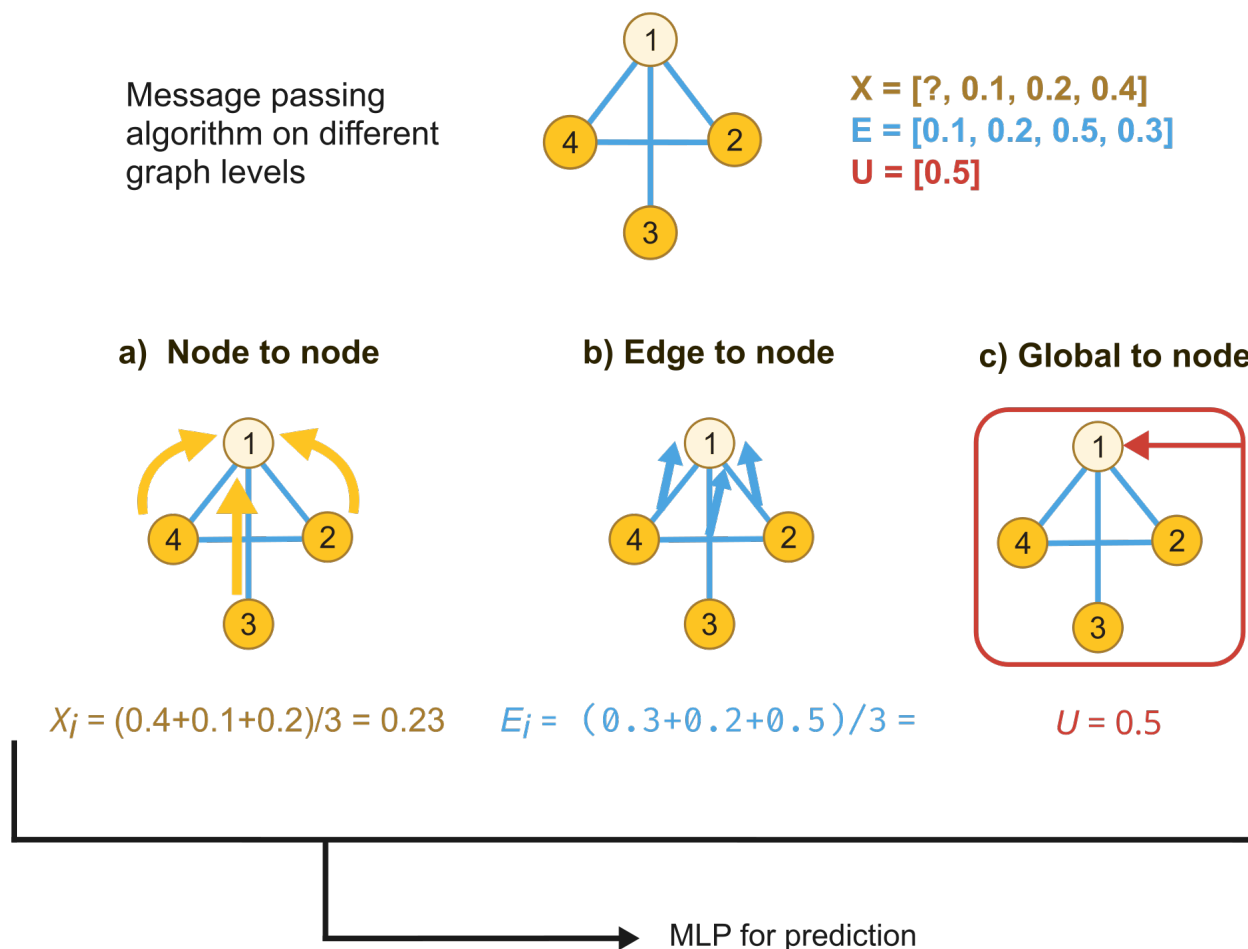 Message passing
algorithm on different
graph levels
1
4
2
3
X = [?, 0.1, 0.2, 0.4]
E = [0.1, 0.2, 0.5, 0.3]
U = [0.5]
a) Node to node
1
4
2
3
Xi = (0.4+0.1+0.2)/3 = 0.23
b) Edge to node
1
4
2
3
Ei = (0.3+0.2+0.5)/3 =
c) Global to node
1
4
2
3
U = 0.5
MLP for prediction